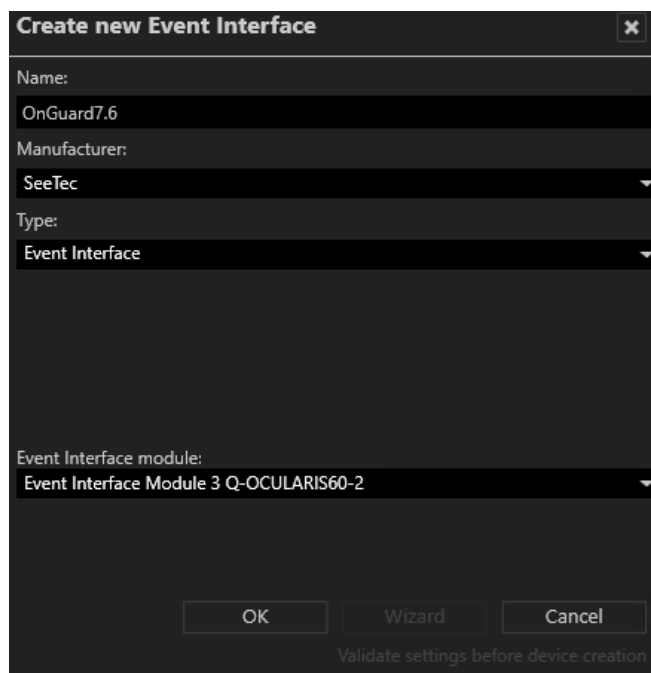 Create new Event Interface
Name:
OnGuard7.6
Manufacturer:
SeeTec
Type:
Event Interface
Event Interface module:
Event Interface Module 3 Q-OCULARIS60-2
OK Wizard Cancel
Validate settings before device creation